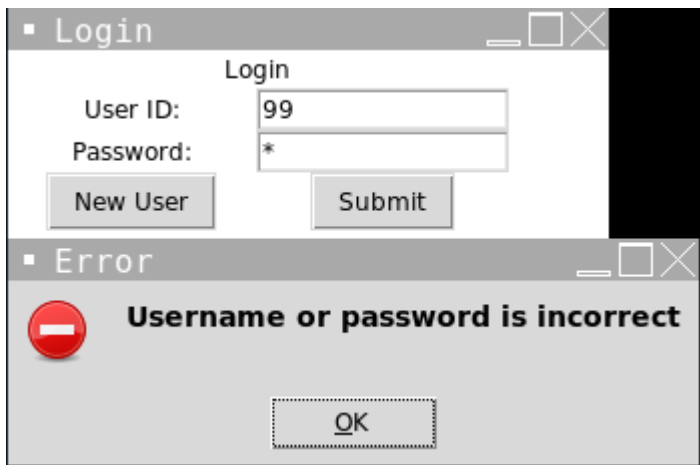 Login
Login
User ID: 99
Password: *
New User Submit
Error
Username or password is incorrect
OK